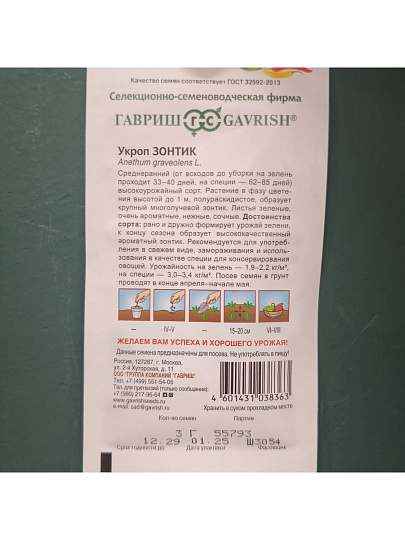 Качество семян соответствует ГОСТ 32592-2013
Селекционно-семеноводческая фирма
ГАВРИШ ГС GAVRISH®
Укроп ЗОНТИК
Anethum graveolens L.
Среднеранний (от всходов до уборки на зелень
проходит 33–40 дней, на специи — 62–85 дней)
высокоурожайный сорт. Растение в фазу цвете-
ния высотой до 1 м, полураскидистое, образует
крупный многолучевой зонтик. Листья зеленые,
очень ароматные, нежные, сочные. Достоинства
сорта: рано и дружно формирует урожай зелени,
к концу сезона образует высококачественный
ароматный зонтик. Рекомендуется для употребле-
ния в свежем виде, замораживания и использо-
вания в качестве специи для консервирования
овощей. Урожайность на зелень — 1,9–2,2 кг/м²,
на специи — 3,0–3,4 кг/м². Посев семян в грунт
проводят в конце апреля–начале мая.
— IV–V — 15–20 см VI–VIII
ЖЕЛАЕМ ВАМ УСПЕХА И ХОРОШЕГО УРОЖАЯ!
Данные семена предназначены для посева. Не употреблять в пищу!
Россия, 127287, г. Москва,
ул. 2-я Хуторская, д. 11
ООО "ГРУППА КОМПАНИЙ "ГАВРИШ"
Тел. +7 (499) 551-54-05
Тел. для претензий (только сообщение):
+7 (965) 217-96-64
www.gavrishseeds.ru
e-mail: sad@gavrish.ru
4 601431 038363
Хранить в сухом прохладном месте
Кол-во семян Партия
3 Г 55793
12.29 01.25 Ш3054
Срок годности до Дата упаковки Фасовщик